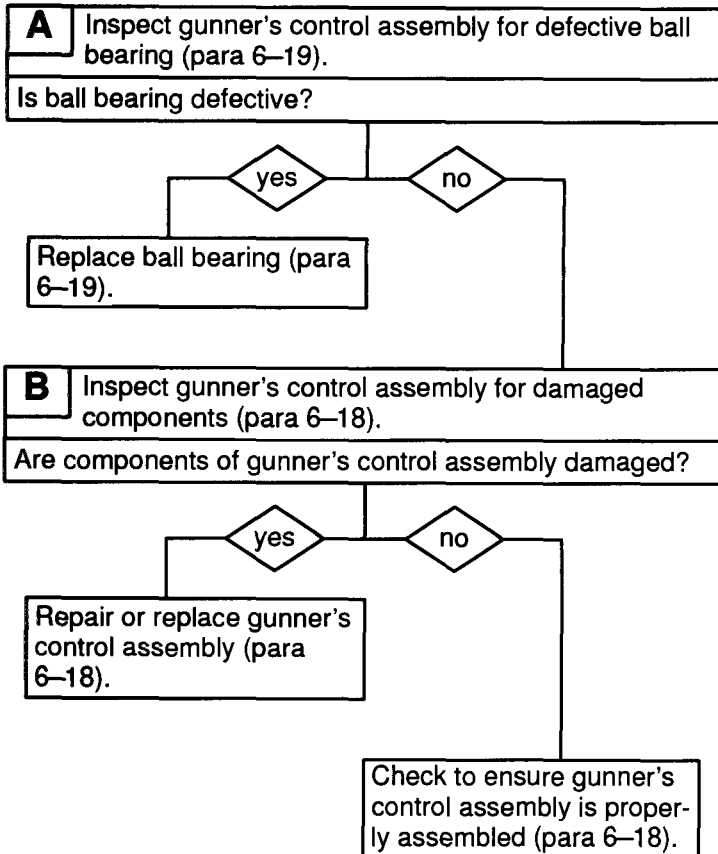 A Inspect gunner's control assembly for defective ball
bearing (para 6–19).
Is ball bearing defective?
yes no
Replace ball bearing (para
6–19).
B Inspect gunner's control assembly for damaged
components (para 6–18).
Are components of gunner's control assembly damaged?
yes no
Repair or replace gunner's
control assembly (para
6–18).
Check to ensure gunner's
control assembly is proper-
ly assembled (para 6–18).